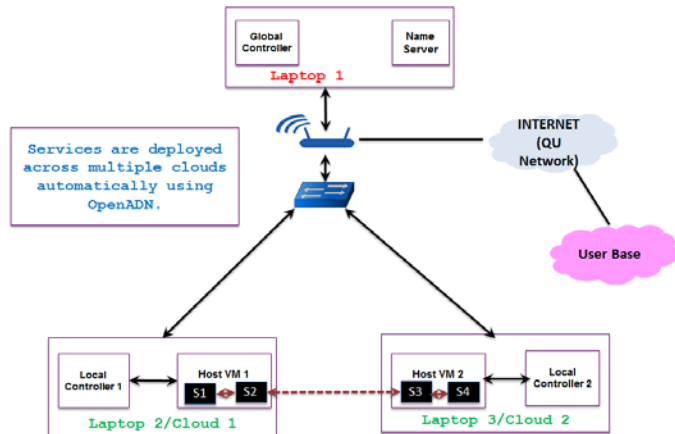 Global
Controller
Name
Server
Laptop 1
Services are deployed
across multiple clouds
automatically using
OpenADN.
INTERNET
(QU
Network)
User Base
Local
Controller 1
Host VM 1
S1
S2
Laptop 2/Cloud 1
Host VM 2
S3
S4
Local
Controller 2
Laptop 3/Cloud 2